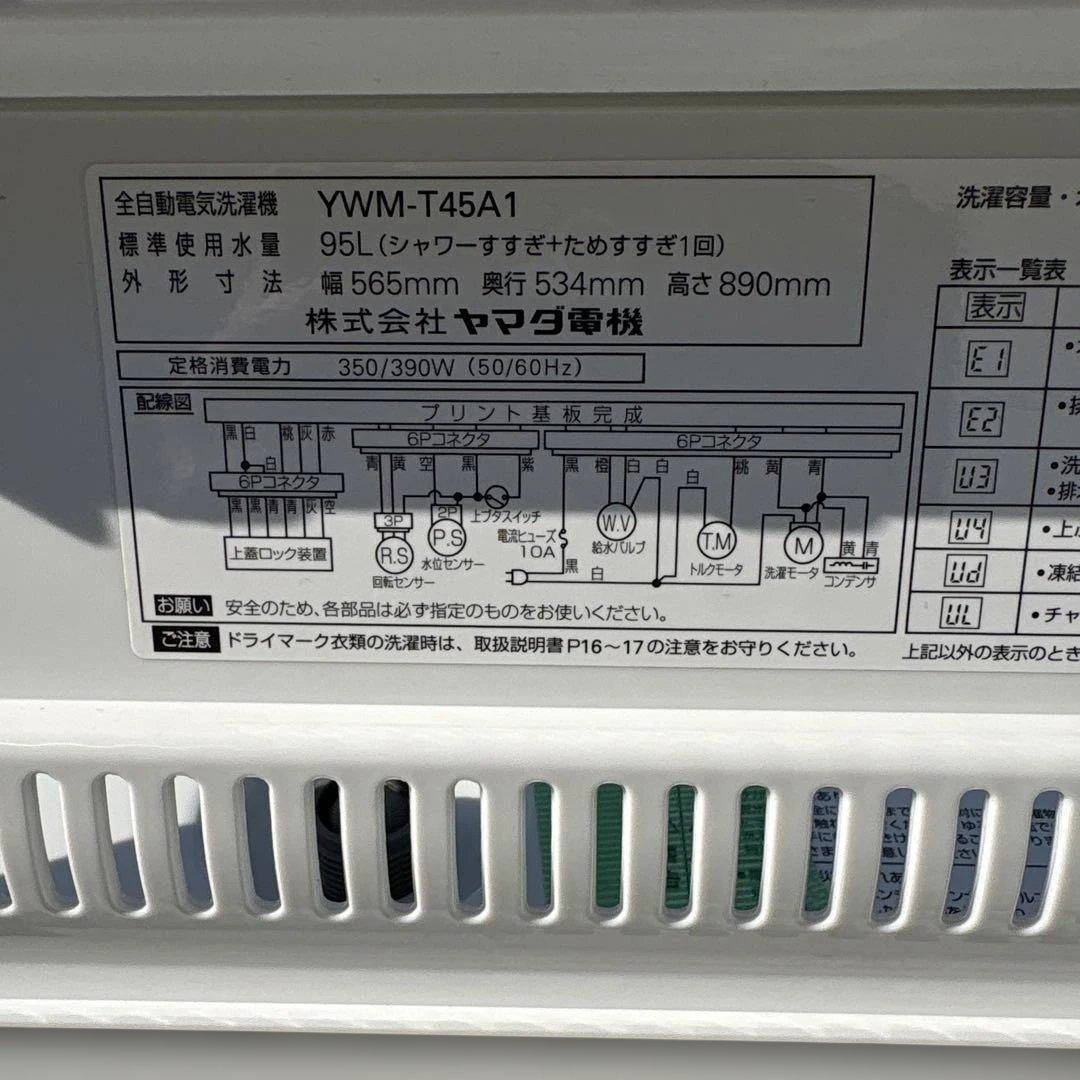 全自動電気洗濯機 YWM-T45A1
標準使用水量 95L(シャワーすすぎ+ためすすぎ1回)
外形寸法 幅565mm 奥行534mm 高さ890mm
株式会社ヤマダ電機
定格消費電力 350/390W (50/60Hz)
配線図
プリント基板完成
6Pコネクタ 6Pコネクタ
黒 白 桃 灰 赤
青 黄 空 黒 紫 黒 橙 白 白 白 桃 黄 青
白
6Pコネクタ
黒 黒 青 青 灰 空
上蓋ロック装置
3P
R.S
回転センサー
2P
P.S
水位センサー
上ブタスイッチ
電流ヒューズ
10A
黒
白
W.V
給水バルブ
T.M
トルクモータ
M
洗濯モータ
黄 青
コンデンサ
お願い 安全のため、各部品は必ず指定のものをお使いください。
ご注意 ドライマーク衣類の洗濯時は、取扱説明書P16〜17の注意をお守りください。
洗濯容量・
表示一覧表
表示
E1
E2 •排
U3 •洗
•排
U4 •上
Ud •凍結
UL •チャ
上記以外の表示のとき